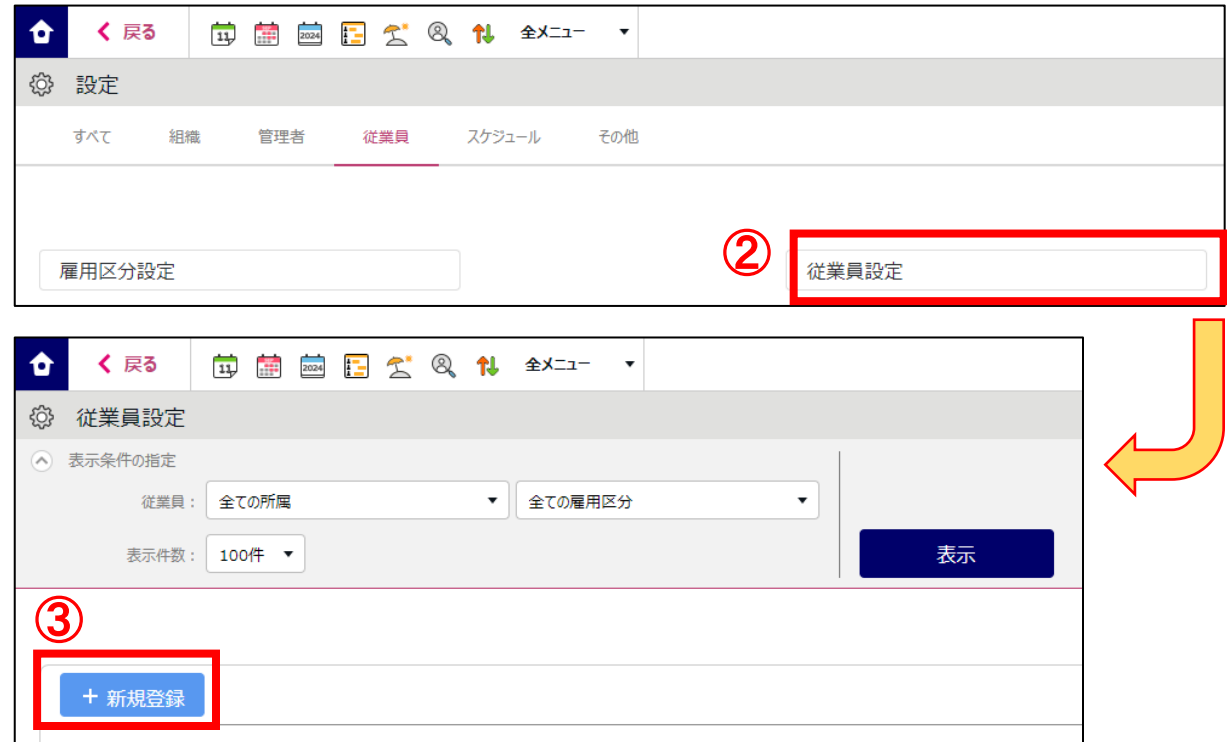 戻る 11 2024 全メニュー
設定
すべて 組織 管理者 従業員 スケジュール その他
雇用区分設定 ② 従業員設定
戻る 11 2024 全メニュー
従業員設定
表示条件の指定
従業員： 全ての所属 全ての雇用区分
表示件数： 100件 表示
③
+ 新規登録